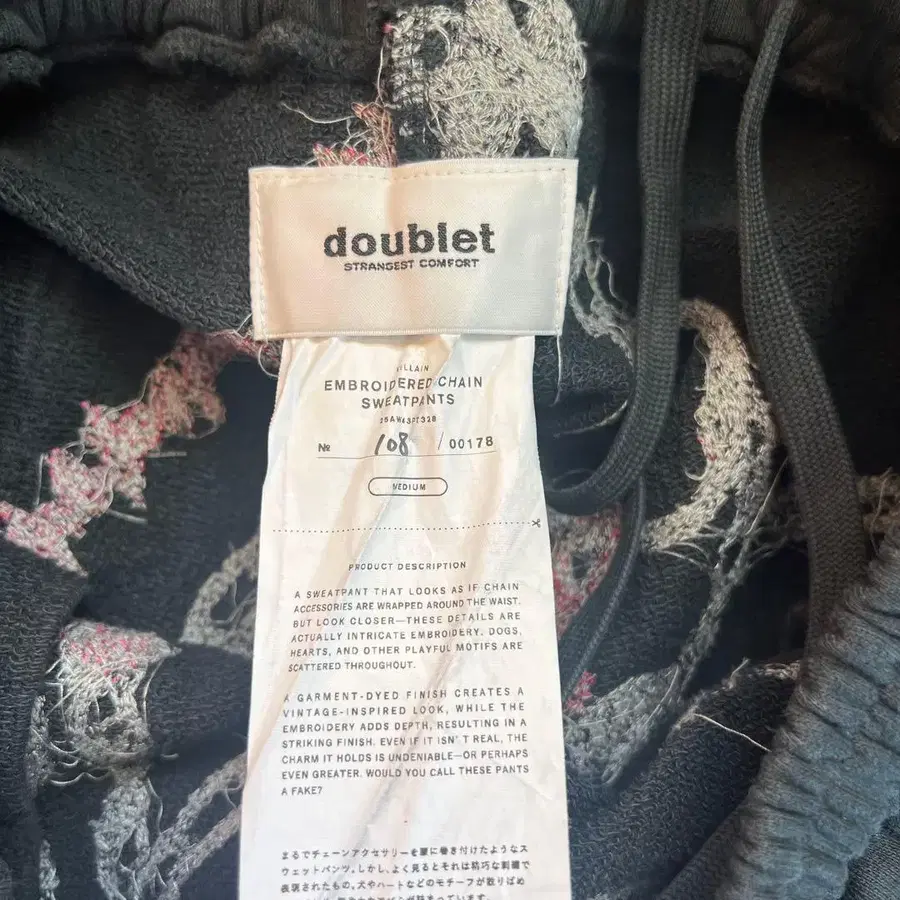 doublet
STRANGEST COMFORT
VILLAIN
EMBROIDERED CHAIN
SWEATPANTS
25AW43PT328
№ 108 / 00178
MEDIUM
PRODUCT DESCRIPTION
A SWEATPANT THAT LOOKS AS IF CHAIN
ACCESSORIES ARE WRAPPED AROUND THE WAIST.
BUT LOOK CLOSER—THESE DETAILS ARE
ACTUALLY INTRICATE EMBROIDERY. DOGS,
HEARTS, AND OTHER PLAYFUL MOTIFS ARE
SCATTERED THROUGHOUT.
A GARMENT-DYED FINISH CREATES A
VINTAGE-INSPIRED LOOK, WHILE THE
EMBROIDERY ADDS DEPTH, RESULTING IN A
STRIKING FINISH. EVEN IF IT ISN'T REAL, THE
CHARM IT HOLDS IS UNDENIABLE—OR PERHAPS
EVEN GREATER. WOULD YOU CALL THESE PANTS
A FAKE?
まるでチェーンアクセサリーを腰に巻き付けたようなス
ウェットパンツ。しかし、よく見るとそれは精巧な刺繍で
表現されたもの。犬やハートなどのモチーフが散りばめ